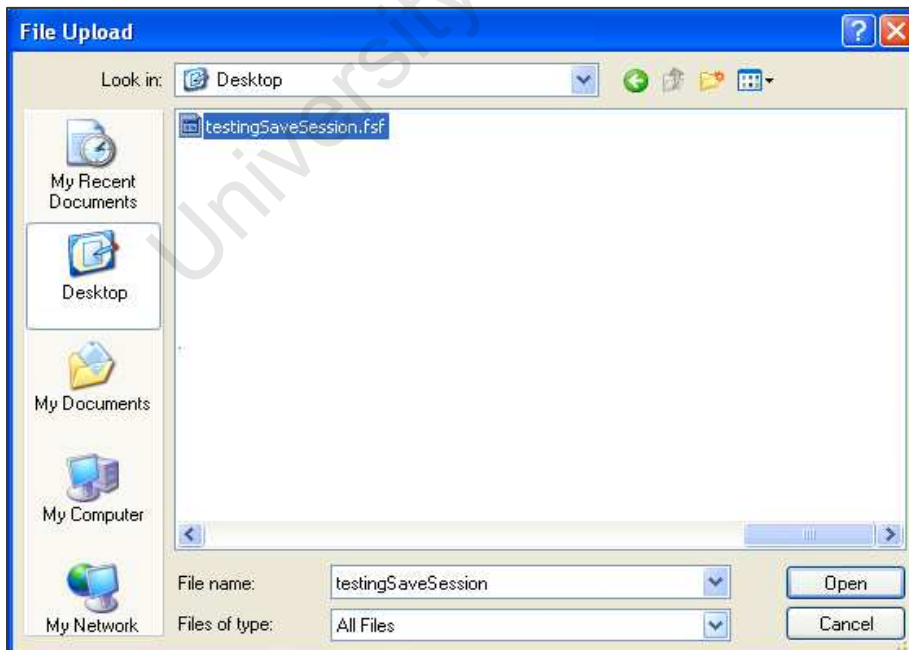 File Upload
Look in:
Desktop
testingSaveSession.fsf
My Recent
Documents
Desktop
My Documents
My Computer
My Network
File name:
testingSaveSession
Open
Files of type:
All Files
Cancel
University